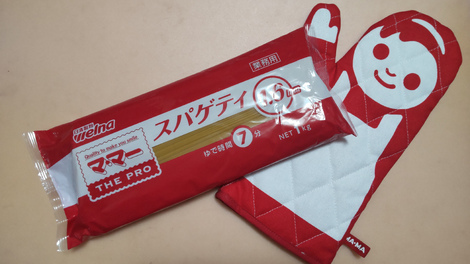 日清製粉
Welna
Quality to make you smile
マ・マー
THE PRO
スパゲティ
業務用
ゆで時間 7 分
NET 1kg
MA・MA